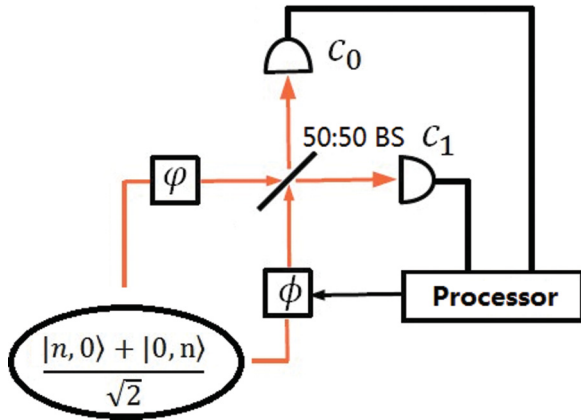 C₀
50:50 BS
C₁
φ
ϕ
Processor
|n, 0⟩ + |0, n⟩
√2